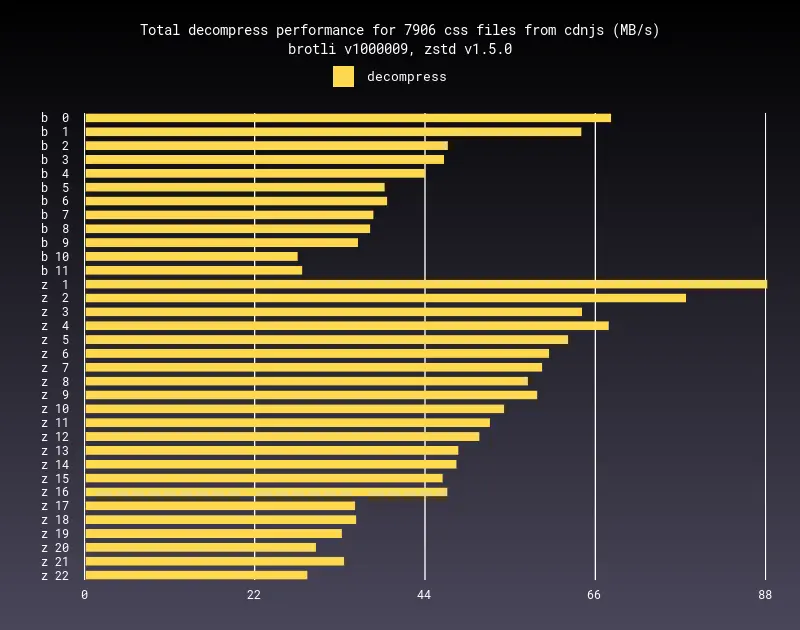 Total decompress performance for 7906 css files from cdnjs (MB/s)
brotli v1000009, zstd v1.5.0
decompress
b 0
b 1
b 2
b 3
b 4
b 5
b 6
b 7
b 8
b 9
b 10
b 11
z 1
z 2
z 3
z 4
z 5
z 6
z 7
z 8
z 9
z 10
z 11
z 12
z 13
z 14
z 15
z 16
z 17
z 18
z 19
z 20
z 21
z 22
0 22 44 66 88